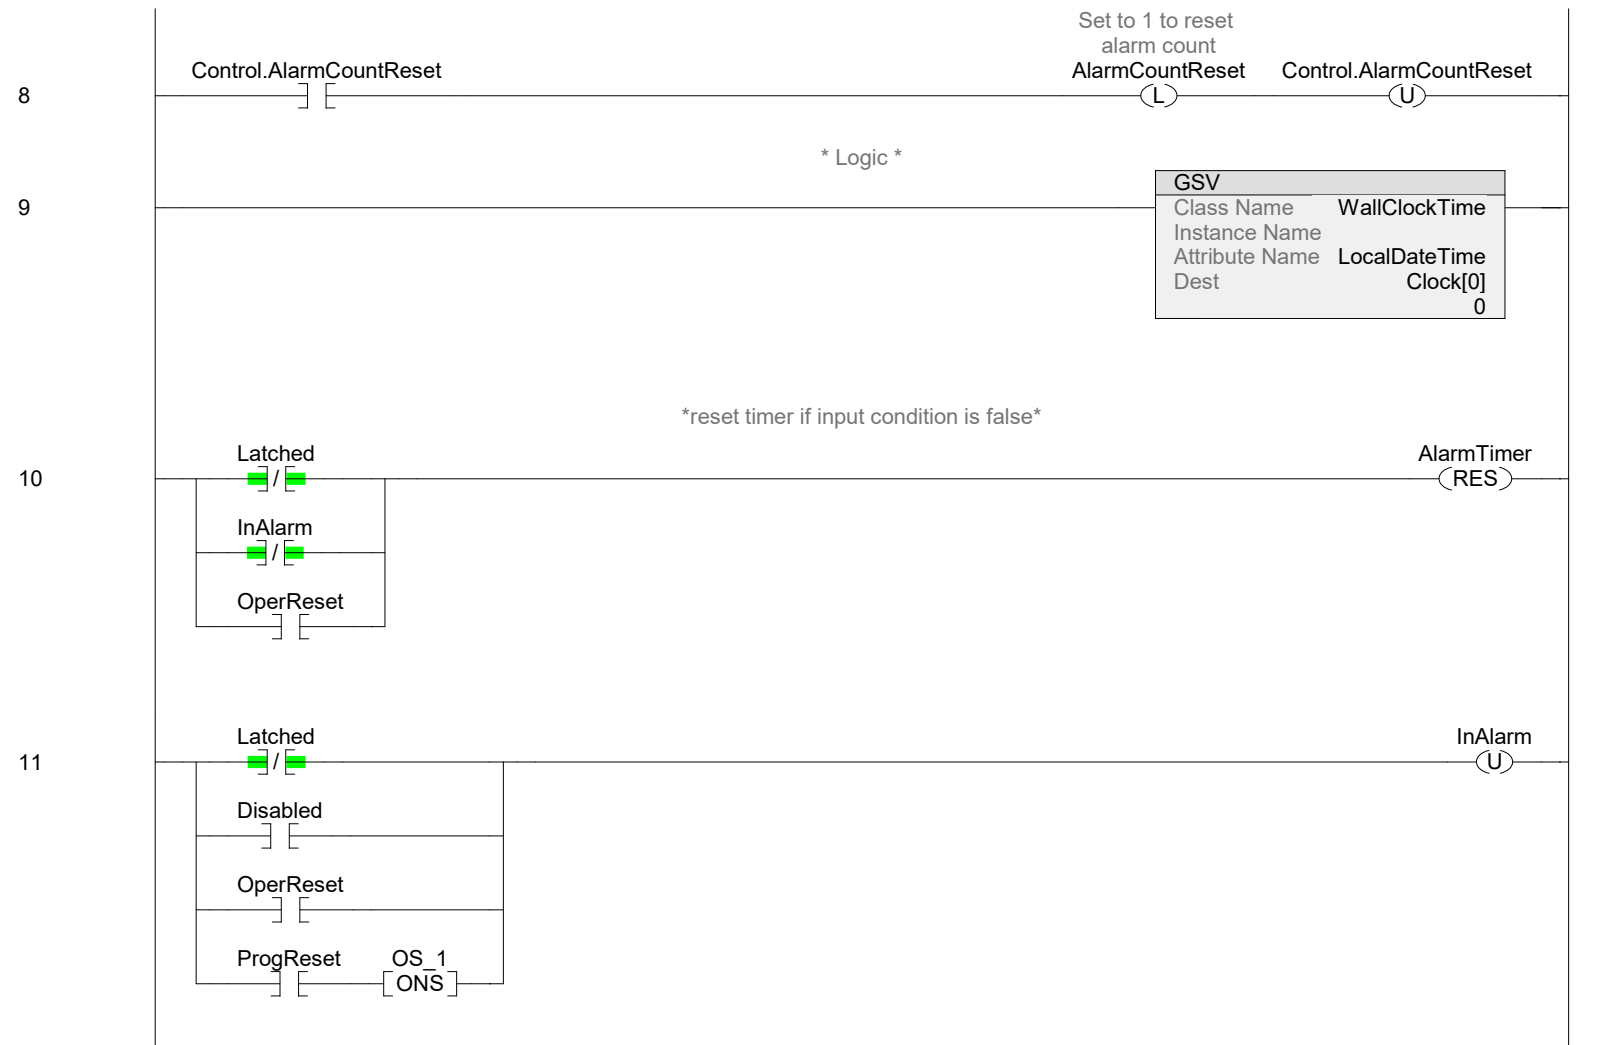 Set to 1 to reset
alarm count
Control.AlarmCountReset AlarmCountReset Control.AlarmCountReset
8 L U
* Logic *
GSV
9 Class Name WallClockTime
Instance Name
Attribute Name LocalDateTime
Dest Clock[0]
0
*reset timer if input condition is false*
Latched AlarmTimer
10 / RES
InAlarm
/
OperReset
Latched InAlarm
11 / U
Disabled
OperReset
ProgReset OS_1
ONS